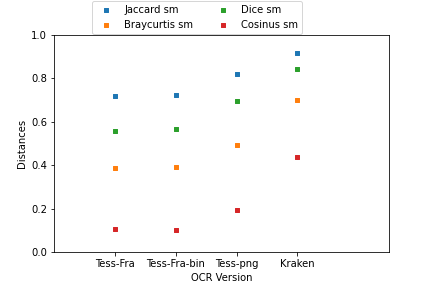 Jaccard sm Dice sm
Braycurtis sm Cosinus sm
1.0
0.8
0.6
0.4
0.2
0.0
Distances
Tess-Fra Tess-Fra-bin Tess-png Kraken
OCR Version